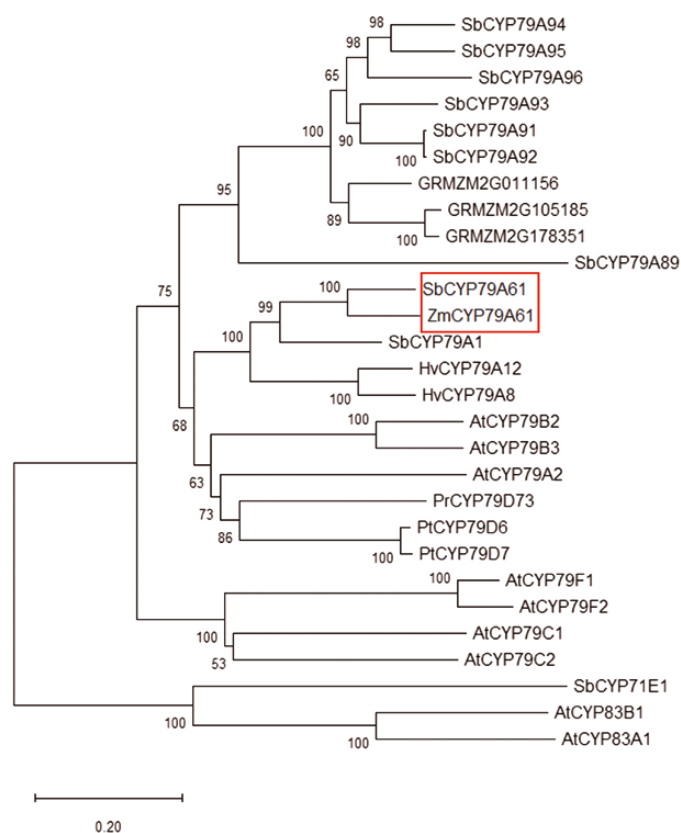 98
SbCYP79A94
98
SbCYP79A95
65
SbCYP79A96
SbCYP79A93
100
SbCYP79A91
90
100
SbCYP79A92
95
GRMZM2G011156
89
GRMZM2G105185
100
GRMZM2G178351
SbCYP79A89
75
100
SbCYP79A61
99
ZmCYP79A61
100
SbCYP79A1
HvCYP79A12
100
HvCYP79A8
68
100
AtCYP79B2
AtCYP79B3
63
AtCYP79A2
73
PrCYP79D73
86
PtCYP79D6
100
PtCYP79D7
100
AtCYP79F1
AtCYP79F2
100
AtCYP79C1
53
AtCYP79C2
SbCYP71E1
100
AtCYP83B1
100
AtCYP83A1
0.20